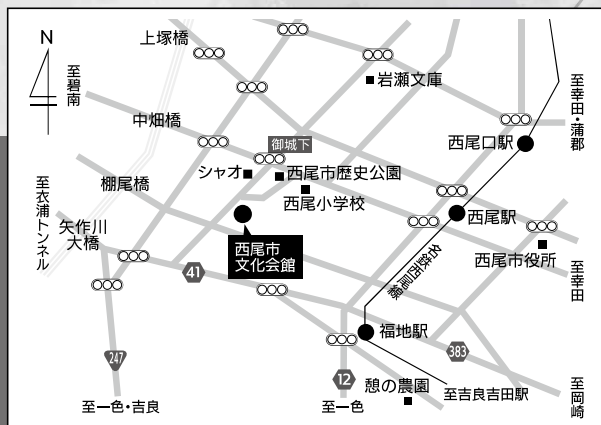 上塚橋
N
至碧南
岩瀬文庫
至幸田・蒲郡
中畑橋
御城下
西尾口駅
シャオ
西尾市歴史公園
棚尾橋
西尾小学校
至衣浦トンネル
矢作川
大橋
西尾駅
西尾市
文化会館
西尾市役所
名鉄西尾線
41
至幸田
福地駅
247
383
12
憩の農園
至吉良吉田駅
至岡崎
至一色・吉良
至一色